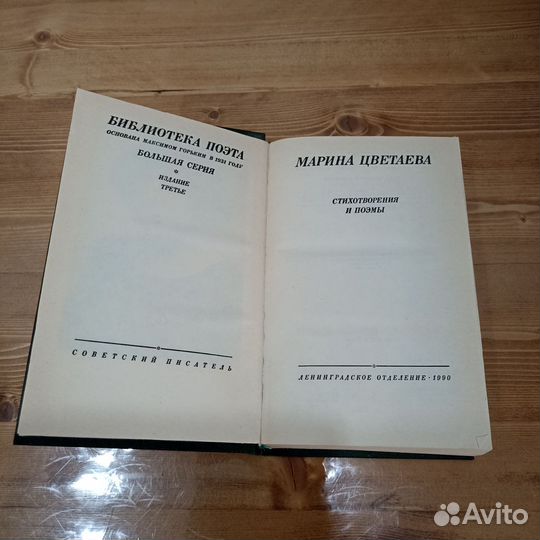 БИБЛИОТЕКА ПОЭТА
ОСНОВАНА МАКСИМОМ ГОРЬКИМ В 1931 ГОДУ
БОЛЬШАЯ СЕРИЯ
ИЗДАНИЕ
ТРЕТЬЕ
СОВЕТСКИЙ ПИСАТЕЛЬ
МАРИНА ЦВЕТАЕВА
СТИХОТВОРЕНИЯ
И ПОЭМЫ
ЛЕНИНГРАДСКОЕ ОТДЕЛЕНИЕ · 1990
Avito